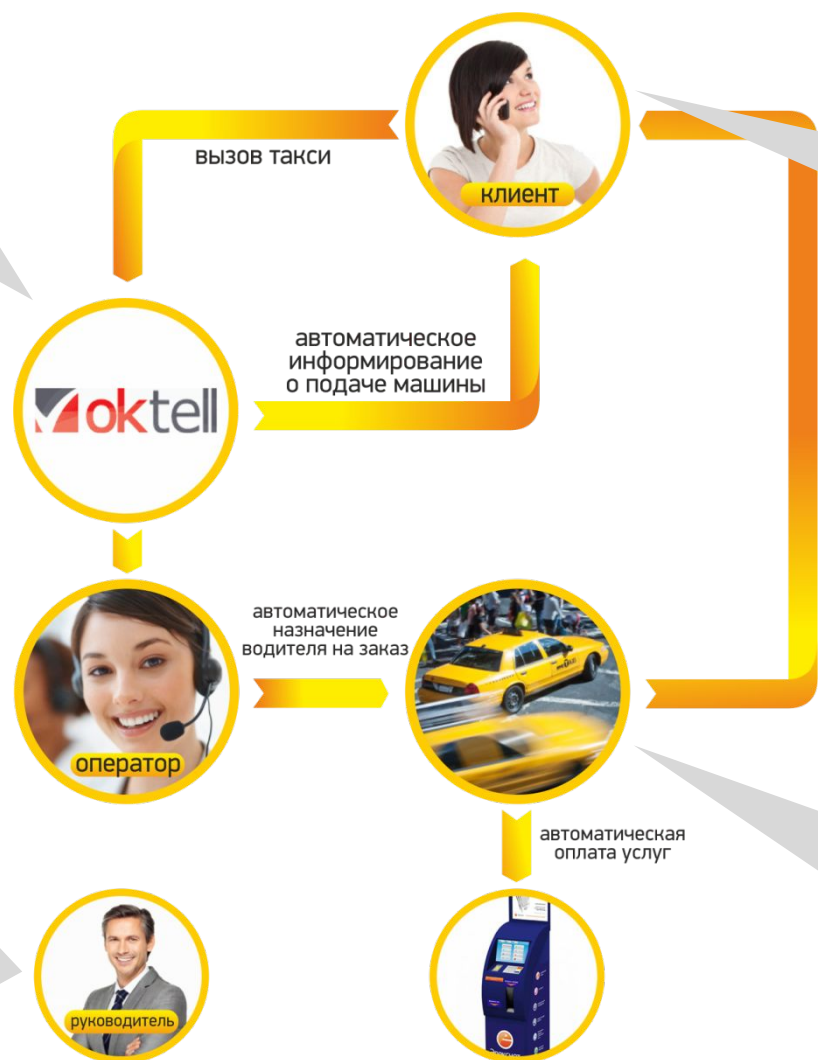 вызов такси
клиент
автоматическое
информирование
о подаче машины
oktell
автоматическое
назначение
водителя на заказ
оператор
автоматическая
оплата услуг
руководитель